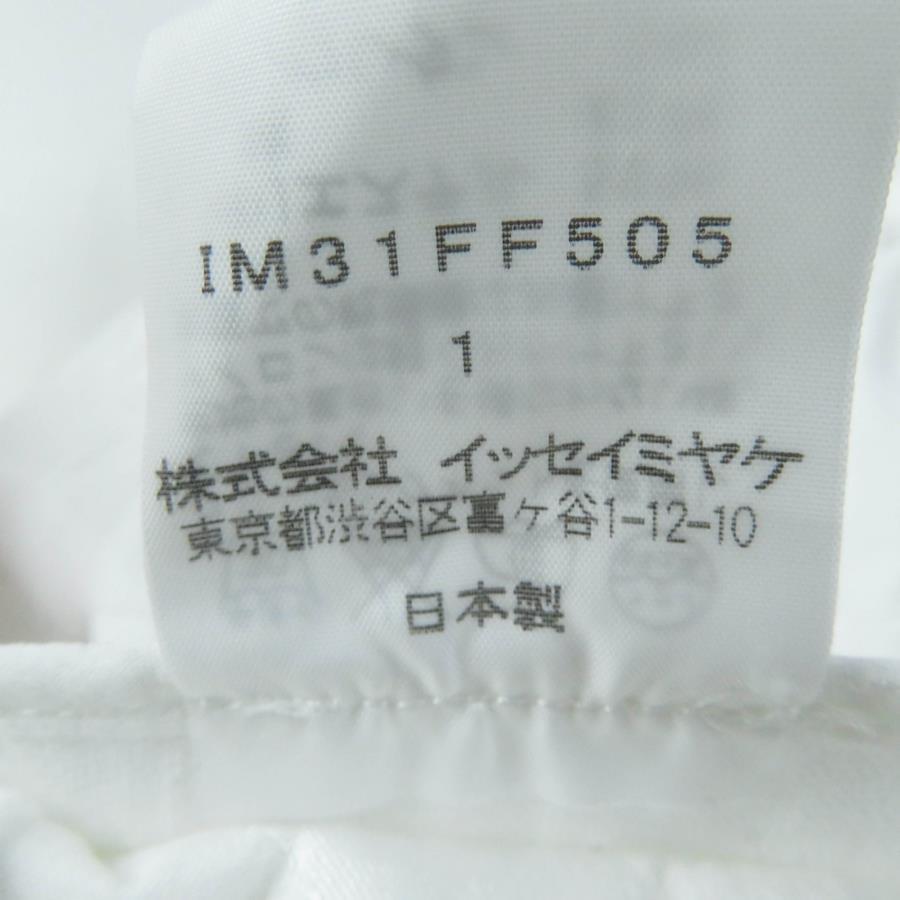 IM31FF505
1
株式会社 イッセイミヤケ
東京都渋谷区富ヶ谷1-12-10
日本製